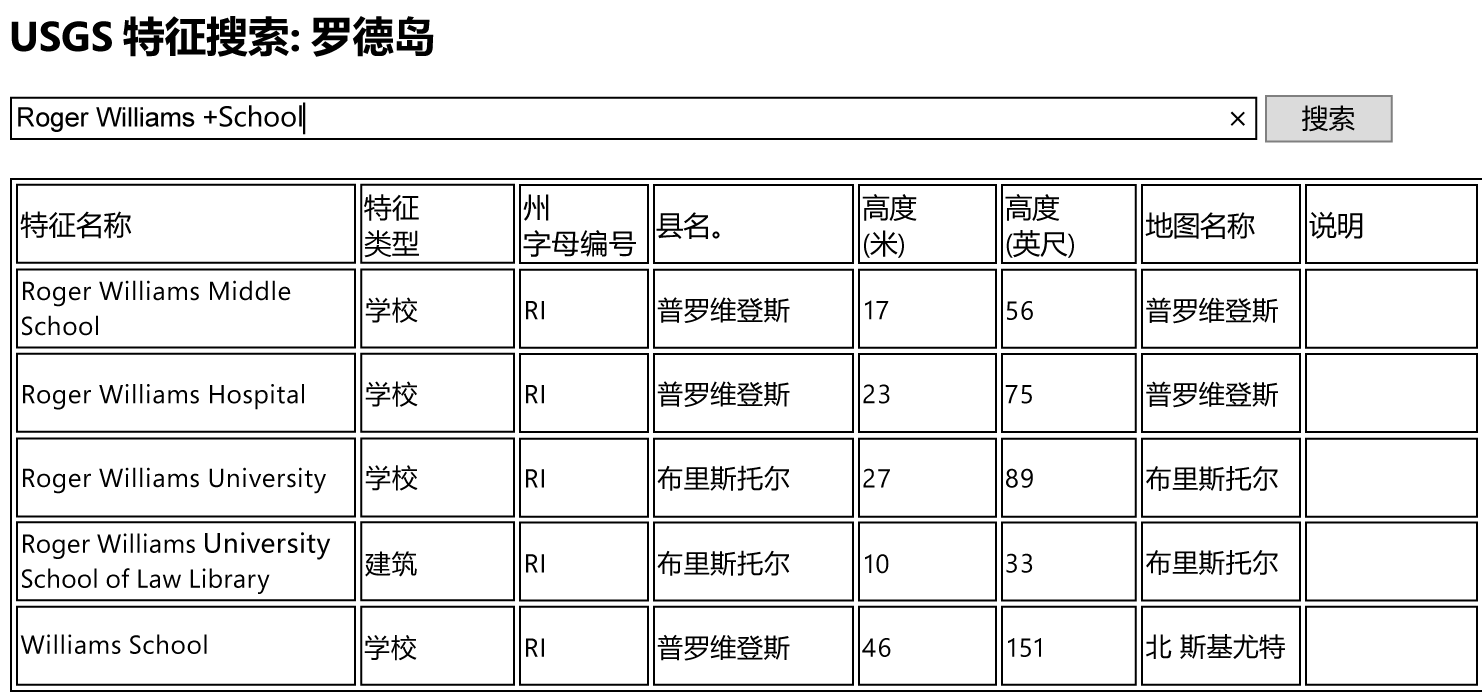 USGS 特征搜索: 罗德岛
Roger Williams +School × 搜索
特征名称 特征类型 州字母编号 县名。 高度(米) 高度(英尺) 地图名称 说明
Roger Williams Middle School 学校 RI 普罗维登斯 17 56 普罗维登斯
Roger Williams Hospital 学校 RI 普罗维登斯 23 75 普罗维登斯
Roger Williams University 学校 RI 布里斯托尔 27 89 布里斯托尔
Roger Williams University School of Law Library 建筑 RI 布里斯托尔 10 33 布里斯托尔
Williams School 学校 RI 普罗维登斯 46 151 北 斯基尤特